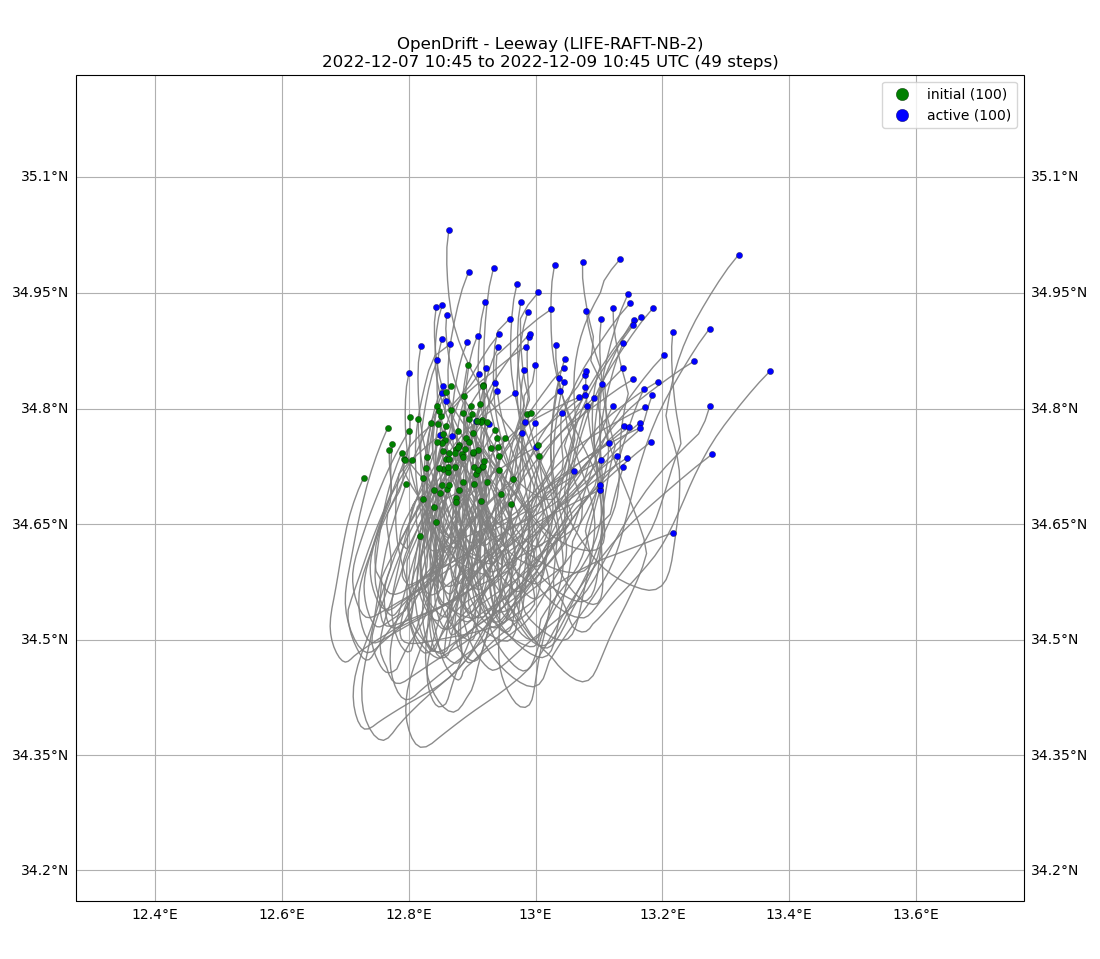 OpenDrift - Leeway (LIFE-RAFT-NB-2)
2022-12-07 10:45 to 2022-12-09 10:45 UTC (49 steps)
initial (100)
active (100)
35.1°N 35.1°N
34.95°N 34.95°N
34.8°N 34.8°N
34.65°N 34.65°N
34.5°N 34.5°N
34.35°N 34.35°N
34.2°N 34.2°N
12.4°E 12.6°E 12.8°E 13°E 13.2°E 13.4°E 13.6°E